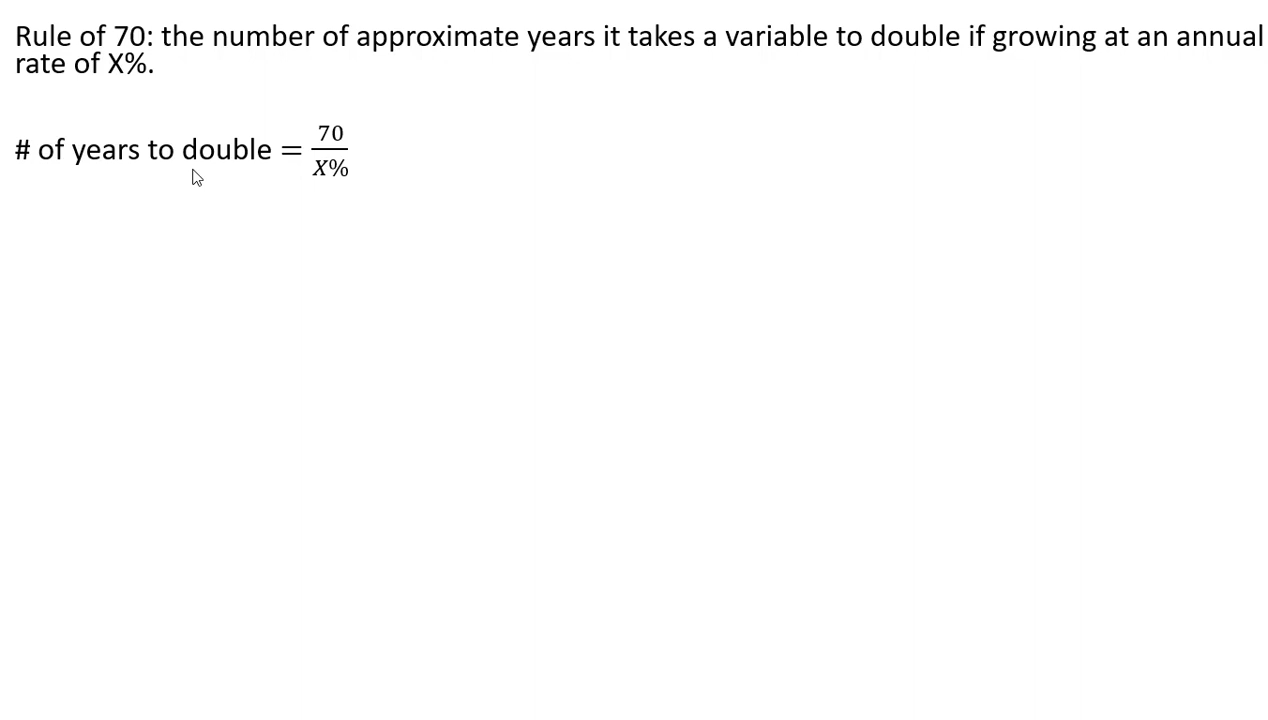 Rule of 70: the number of approximate years it takes a variable to double if growing at an annual
rate of X%.
# of years to double = 70/X%